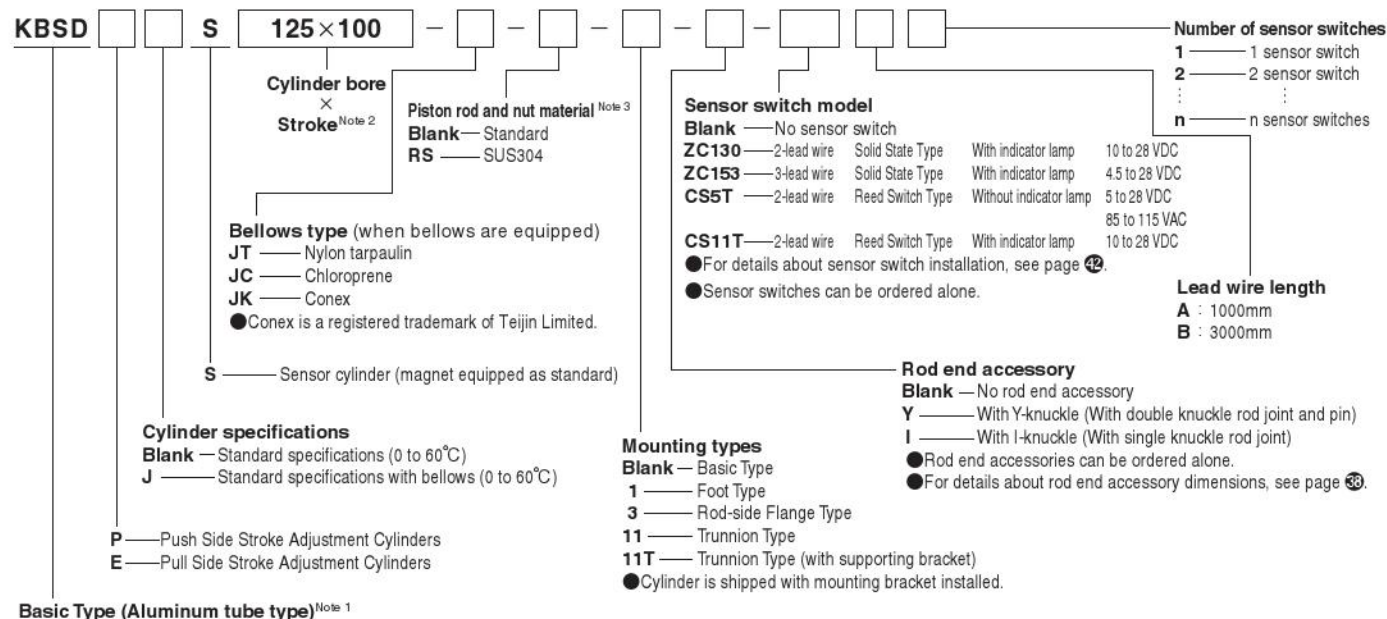 KBSD S 125×100 − − − − −
Number of sensor switches
1 1 sensor switch
2 2 sensor switch
⋮ ⋮
n n sensor switches
Cylinder bore
×
Stroke Note 2
Piston rod and nut material Note 3
Blank Standard
RS SUS304
Sensor switch model
Blank No sensor switch
ZC130 2-lead wire Solid State Type With indicator lamp 10 to 28 VDC
ZC153 3-lead wire Solid State Type With indicator lamp 4.5 to 28 VDC
CS5T 2-lead wire Reed Switch Type Without indicator lamp 5 to 28 VDC
85 to 115 VAC
CS11T 2-lead wire Reed Switch Type With indicator lamp 10 to 28 VDC
●For details about sensor switch installation, see page 42.
●Sensor switches can be ordered alone.
Bellows type (when bellows are equipped)
JT Nylon tarpaulin
JC Chloroprene
JK Conex
●Conex is a registered trademark of Teijin Limited.
Lead wire length
A : 1000mm
B : 3000mm
S Sensor cylinder (magnet equipped as standard)
Rod end accessory
Blank No rod end accessory
Y With Y-knuckle (With double knuckle rod joint and pin)
I With I-knuckle (With single knuckle rod joint)
●Rod end accessories can be ordered alone.
●For details about rod end accessory dimensions, see page 38.
Cylinder specifications
Blank Standard specifications (0 to 60℃)
J Standard specifications with bellows (0 to 60℃)
Mounting types
Blank Basic Type
1 Foot Type
3 Rod-side Flange Type
11 Trunnion Type
11T Trunnion Type (with supporting bracket)
●Cylinder is shipped with mounting bracket installed.
P Push Side Stroke Adjustment Cylinders
E Pull Side Stroke Adjustment Cylinders
Basic Type (Aluminum tube type) Note 1